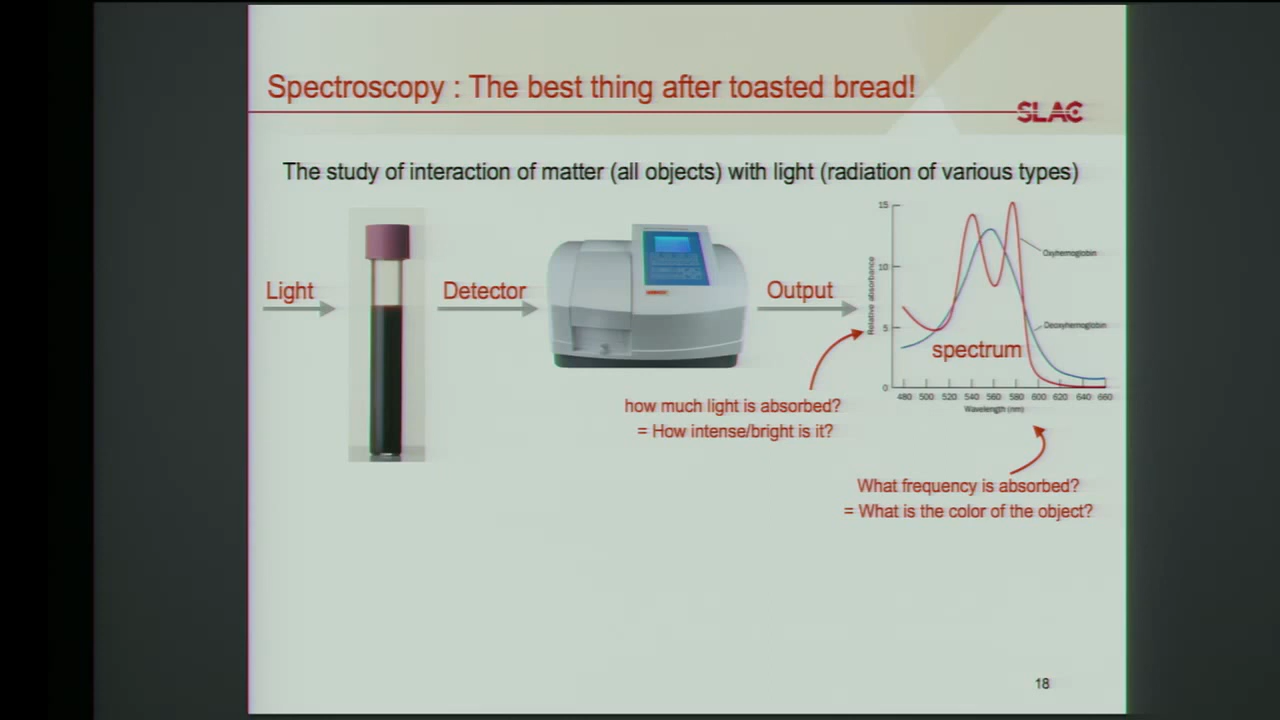 Spectroscopy : The best thing after toasted bread!
SLAC
The study of interaction of matter (all objects) with light (radiation of various types)
Light
Detector
Output
15
10
5
0
Relative absorbance
Oxyhemoglobin
Deoxyhemoglobin
spectrum
480 500 520 540 560 580 600 620 640 660
Wavelength (nm)
how much light is absorbed?
= How intense/bright is it?
What frequency is absorbed?
= What is the color of the object?
18